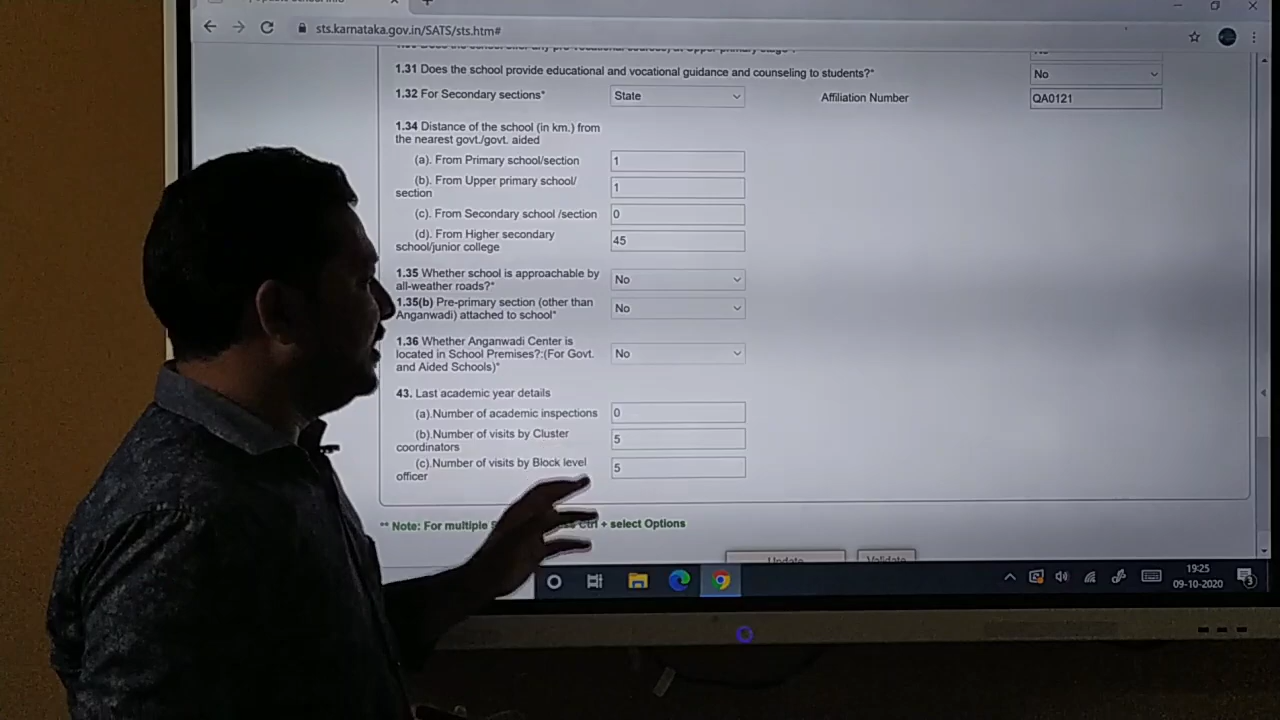 sts.karnataka.gov.in/SATS/sts.htm#
1.31 Does the school provide educational and vocational guidance and counseling to students?* No
1.32 For Secondary sections* State Affiliation Number QA0121
1.34 Distance of the school (in km.) from
the nearest govt./govt. aided
(a). From Primary school/section 1
(b). From Upper primary school/
section 1
(c). From Secondary school /section 0
(d). From Higher secondary
school/junior college 45
1.35 Whether school is approachable by
all-weather roads?* No
1.35(b) Pre-primary section (other than
Anganwadi) attached to school* No
1.36 Whether Anganwadi Center is
located in School Premises?:(For Govt.
and Aided Schools)* No
43. Last academic year details
(a).Number of academic inspections 0
(b).Number of visits by Cluster
coordinators 5
(c).Number of visits by Block level
officer 5
** Note: For multiple + select Options
Update Validate
19:25
09-10-2020
3